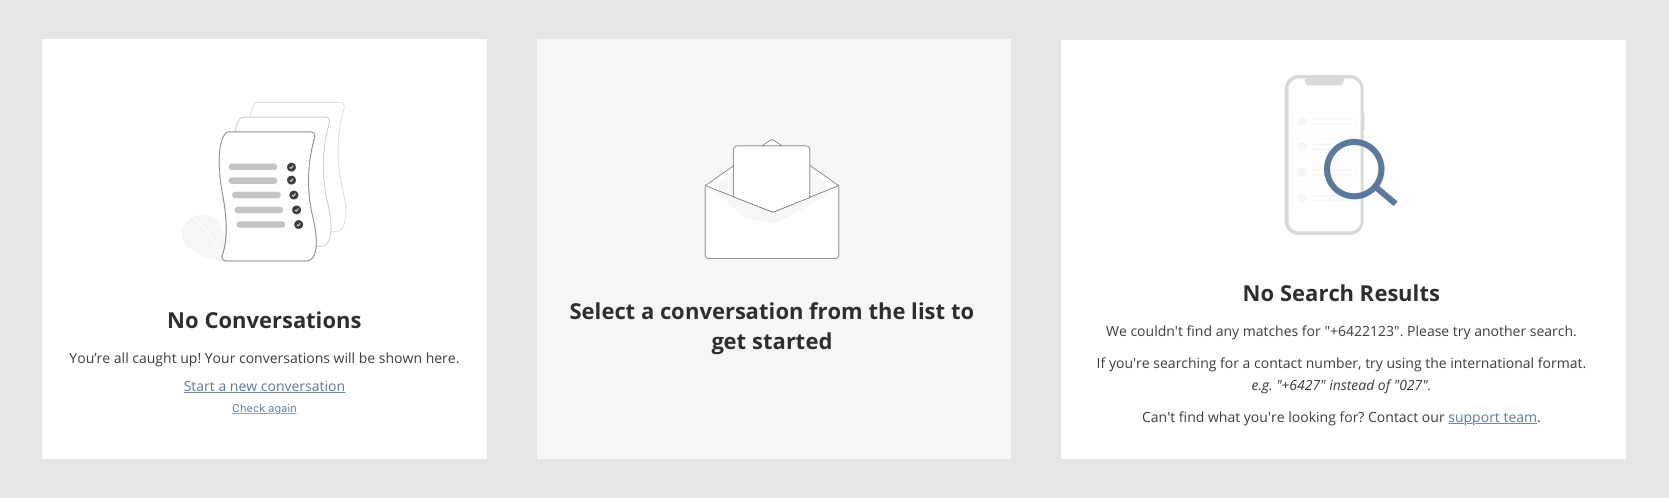 No Conversations
You’re all caught up! Your conversations will be shown here.
Start a new conversation
Check again
Select a conversation from the list to
get started
No Search Results
We couldn't find any matches for "+6422123". Please try another search.
If you're searching for a contact number, try using the international format.
e.g. "+6427" instead of "027".
Can't find what you're looking for? Contact our support team.